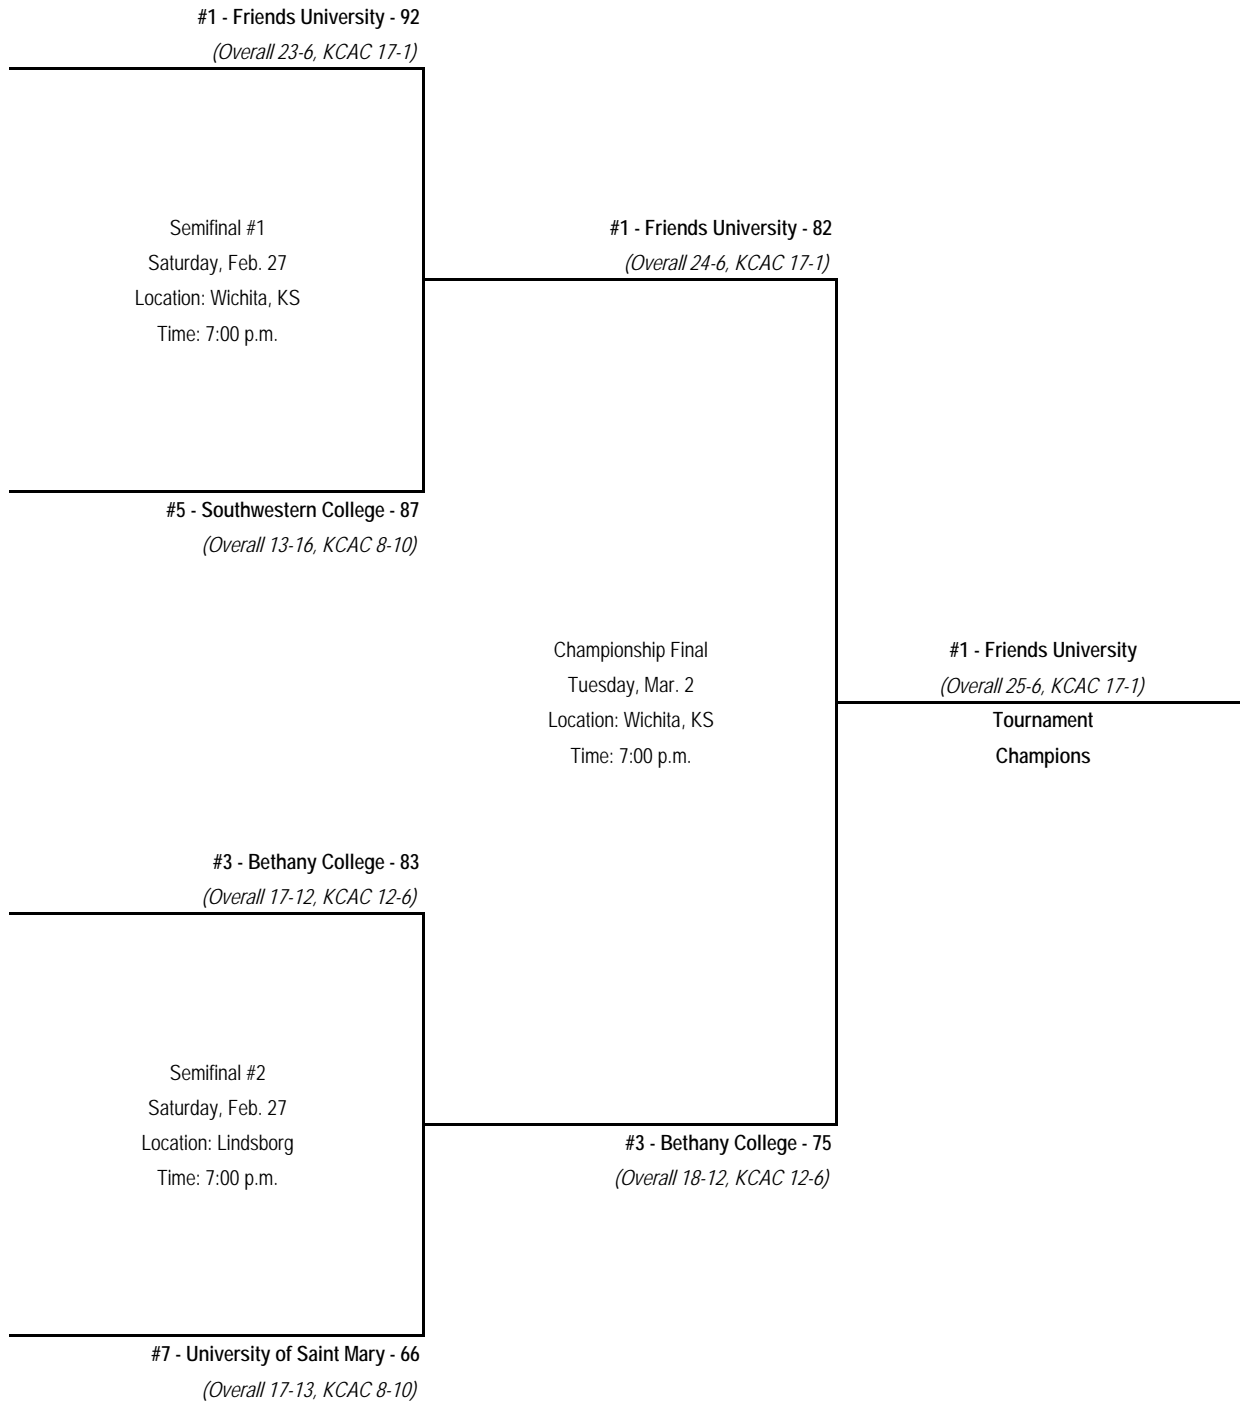 #1 - Friends University - 92
(Overall 23-6, KCAC 17-1)
Semifinal #1
Saturday, Feb. 27
Location: Wichita, KS
Time: 7:00 p.m.
#1 - Friends University - 82
(Overall 24-6, KCAC 17-1)
#5 - Southwestern College - 87
(Overall 13-16, KCAC 8-10)
Championship Final
Tuesday, Mar. 2
Location: Wichita, KS
Time: 7:00 p.m.
#1 - Friends University
(Overall 25-6, KCAC 17-1)
Tournament
Champions
#3 - Bethany College - 83
(Overall 17-12, KCAC 12-6)
Semifinal #2
Saturday, Feb. 27
Location: Lindsborg
Time: 7:00 p.m.
#3 - Bethany College - 75
(Overall 18-12, KCAC 12-6)
#7 - University of Saint Mary - 66
(Overall 17-13, KCAC 8-10)